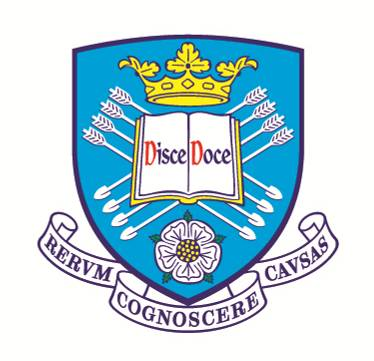 Disce Doce
RERVM
COGNOSCERE
CAVSAS